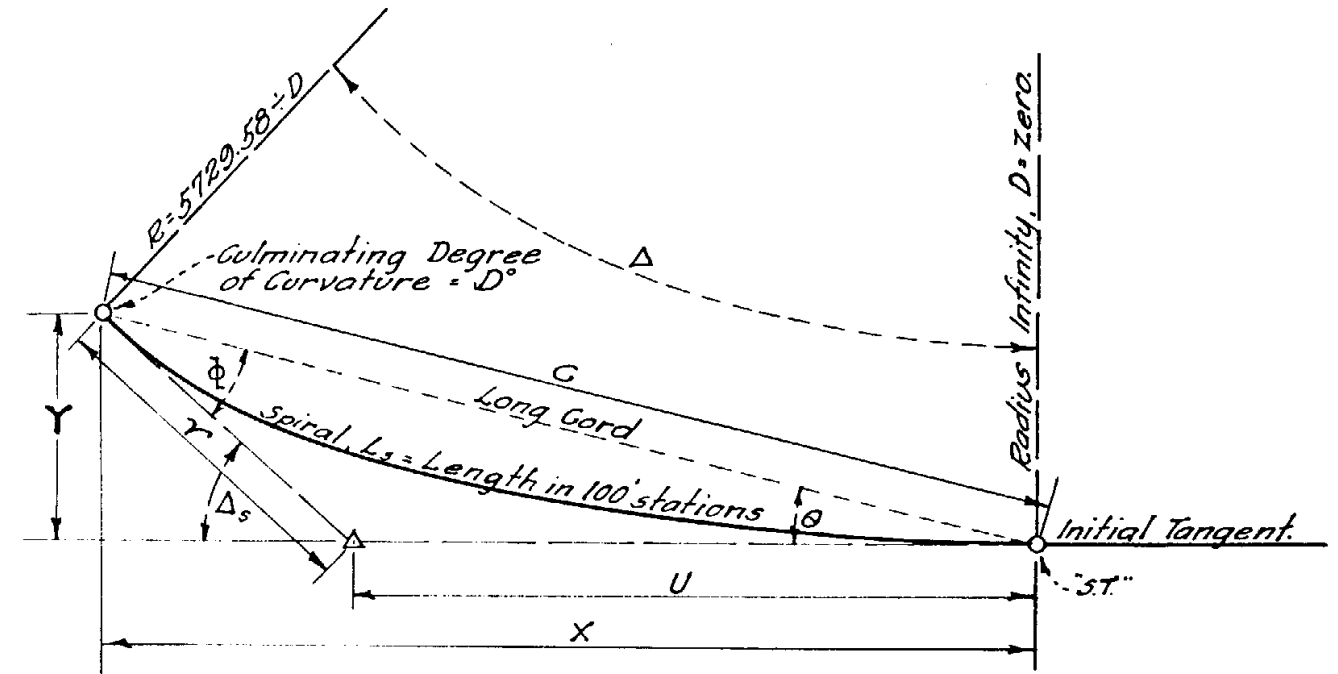 R=5729.58÷D
Culminating Degree
of Curvature = D°
Δ
Radius Infinity, D = zero.
C
Long Cord
Φ
Spiral, Ls = Length in 100' stations
Y
r
Δs
θ
Initial Tangent.
"S.T."
U
X